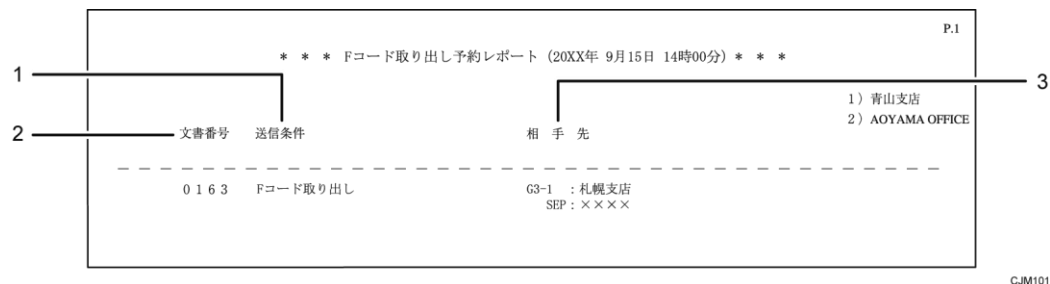 P.1
* * * Fコード取り出し予約レポート (20XX年 9月15日 14時00分) * * *
1
3
1) 青山支店
2) AOYAMA OFFICE
2
文書番号 送信条件 相 手 先
0163 Fコード取り出し G3-1 :札幌支店
SEP:××××
CJM101